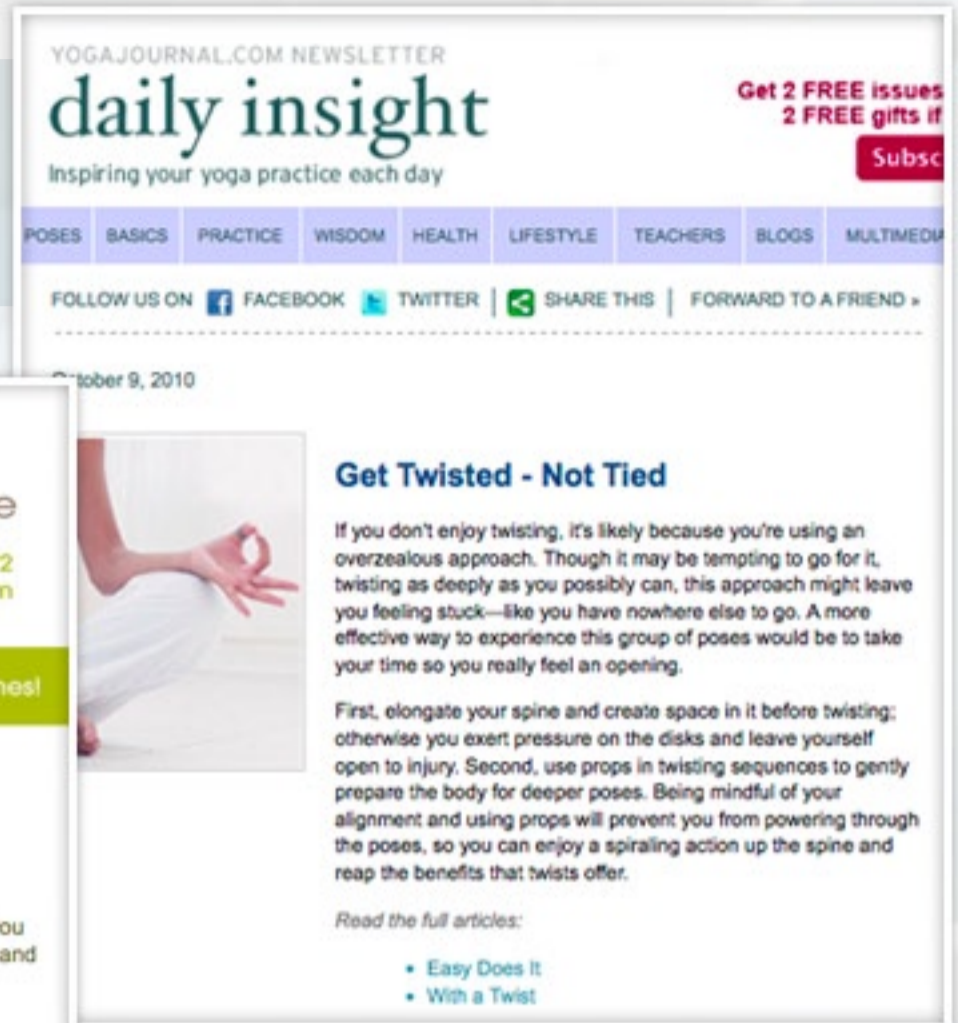 YOGAJOURNAL.COM NEWSLETTER
daily insight
Inspiring your yoga practice each day
Get 2 FREE issues
2 FREE gifts if
Subsc
POSES BASICS PRACTICE WISDOM HEALTH LIFESTYLE TEACHERS BLOGS MULTIMEDIA
FOLLOW US ON FACEBOOK TWITTER | SHARE THIS | FORWARD TO A FRIEND »
October 9, 2010
Get Twisted - Not Tied
If you don't enjoy twisting, it's likely because you're using an
overzealous approach. Though it may be tempting to go for it,
twisting as deeply as you possibly can, this approach might leave
you feeling stuck—like you have nowhere else to go. A more
effective way to experience this group of poses would be to take
your time so you really feel an opening.
First, elongate your spine and create space in it before twisting;
otherwise you exert pressure on the disks and leave yourself
open to injury. Second, use props in twisting sequences to gently
prepare the body for deeper poses. Being mindful of your
alignment and using props will prevent you from powering through
the poses, so you can enjoy a spiraling action up the spine and
reap the benefits that twists offer.
Read the full articles:
• Easy Does It
• With a Twist
e
2
n
nes!
ou
and